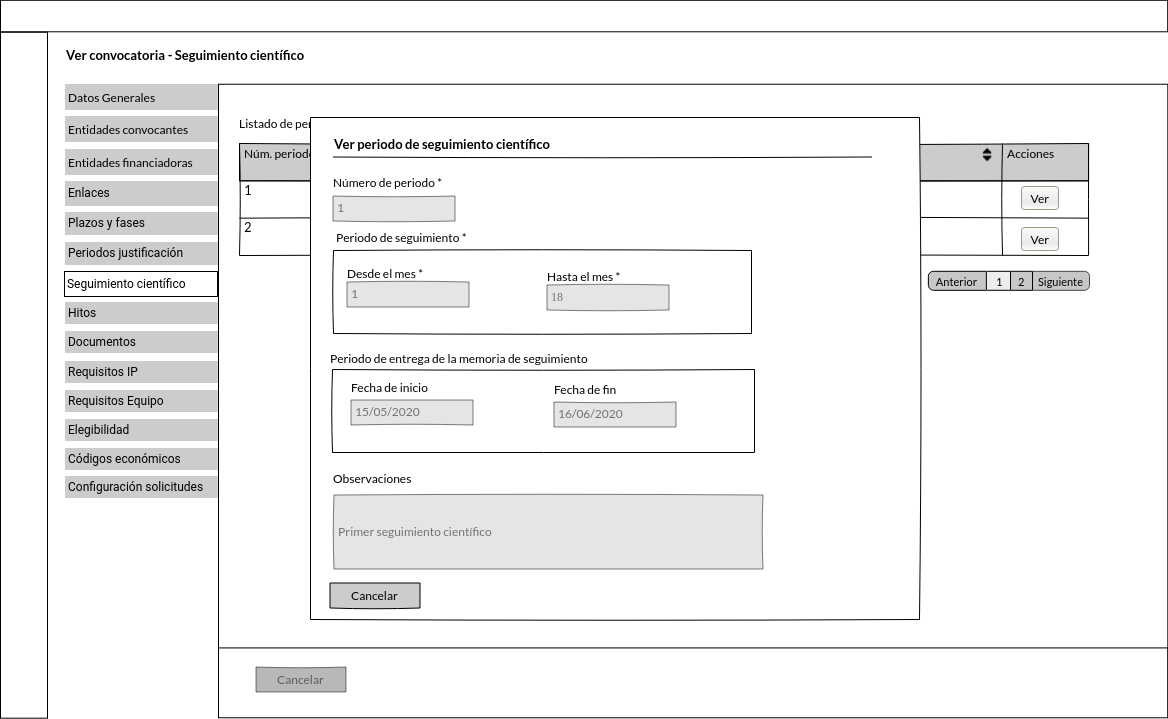 Ver convocatoria - Seguimiento científico
Datos Generales
Entidades convocantes
Entidades financiadoras
Enlaces
Plazos y fases
Periodos justificación
Seguimiento científico
Hitos
Documentos
Requisitos IP
Requisitos Equipo
Elegibilidad
Códigos económicos
Configuración solicitudes
Listado de per
Núm. periodo
Acciones
1
Ver
2
Ver
Anterior 1 2 Siguiente
Ver periodo de seguimiento científico
Número de periodo *
1
Periodo de seguimiento *
Desde el mes * Hasta el mes *
1 18
Periodo de entrega de la memoria de seguimiento
Fecha de inicio Fecha de fin
15/05/2020 16/06/2020
Observaciones
Primer seguimiento científico
Cancelar
Cancelar